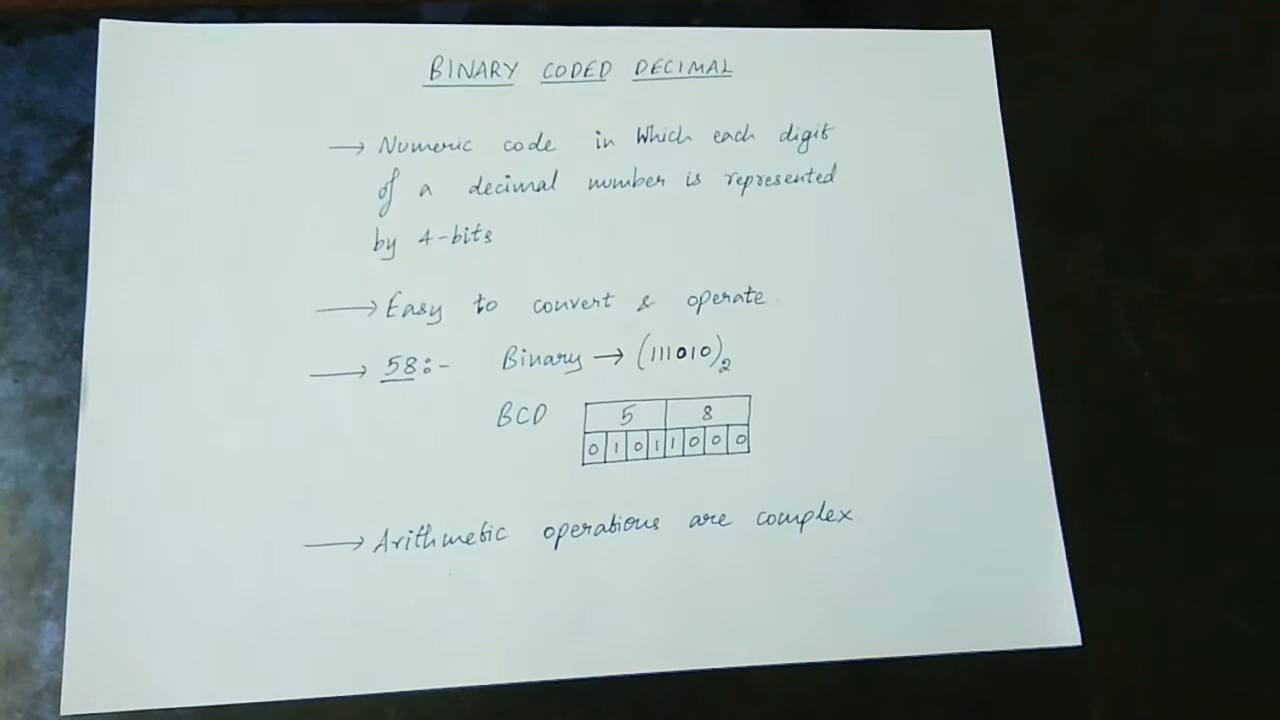 BINARY CODED DECIMAL
→ Numeric code in which each digit
of a decimal number is represented
by 4-bits
→ Easy to convert & operate
→ 58:- Binary → (111010)₂
BCD 5 8
0 1 0 1 1 0 0 0
→ Arithmetic operations are complex